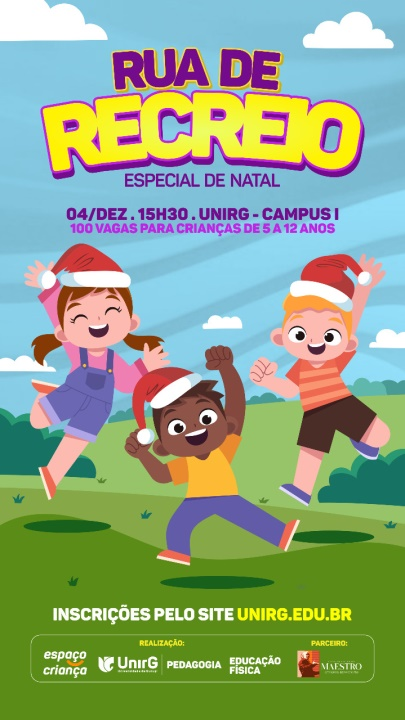 RUA DE
RECREIO
ESPECIAL DE NATAL
04/DEZ . 15H30 . UNIRG - CAMPUS I
100 VAGAS PARA CRIANÇAS DE 5 A 12 ANOS
INSCRIÇÕES PELO SITE UNIRG.EDU.BR
REALIZAÇÃO:
PARCEIRO:
espaço
criança
UnirG
PEDAGOGIA
EDUCAÇÃO
FÍSICA
MAESTRO